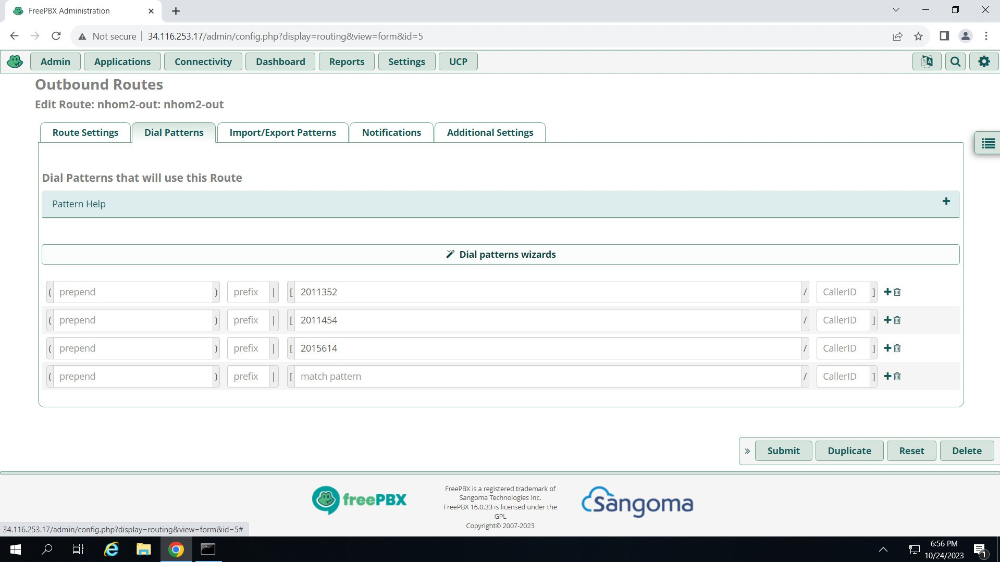 FreePBX Administration
Not secure
34.116.253.17/admin/config.php?display=routing&view=form&id=5
Admin
Applications
Connectivity
Dashboard
Reports
Settings
UCP
Outbound Routes
Edit Route: nhom2-out: nhom2-out
Route Settings
Dial Patterns
Import/Export Patterns
Notifications
Additional Settings
Dial Patterns that will use this Route
Pattern Help
Dial patterns wizards
( prepend ) prefix | [ 2011352 / CallerID ]
( prepend ) prefix | [ 2011454 / CallerID ]
( prepend ) prefix | [ 2015614 / CallerID ]
( prepend ) prefix | [ match pattern / CallerID ]
» Submit
Duplicate
Reset
Delete
freePBX
FreePBX is a registered trademark of
Sangoma Technologies Inc.
FreePBX 16.0.33 is licensed under the
GPL
Copyright© 2007-2023
Sangoma
34.116.253.17/admin/config.php?display=routing&view=form&id=5#
6:56 PM
10/24/2023
1